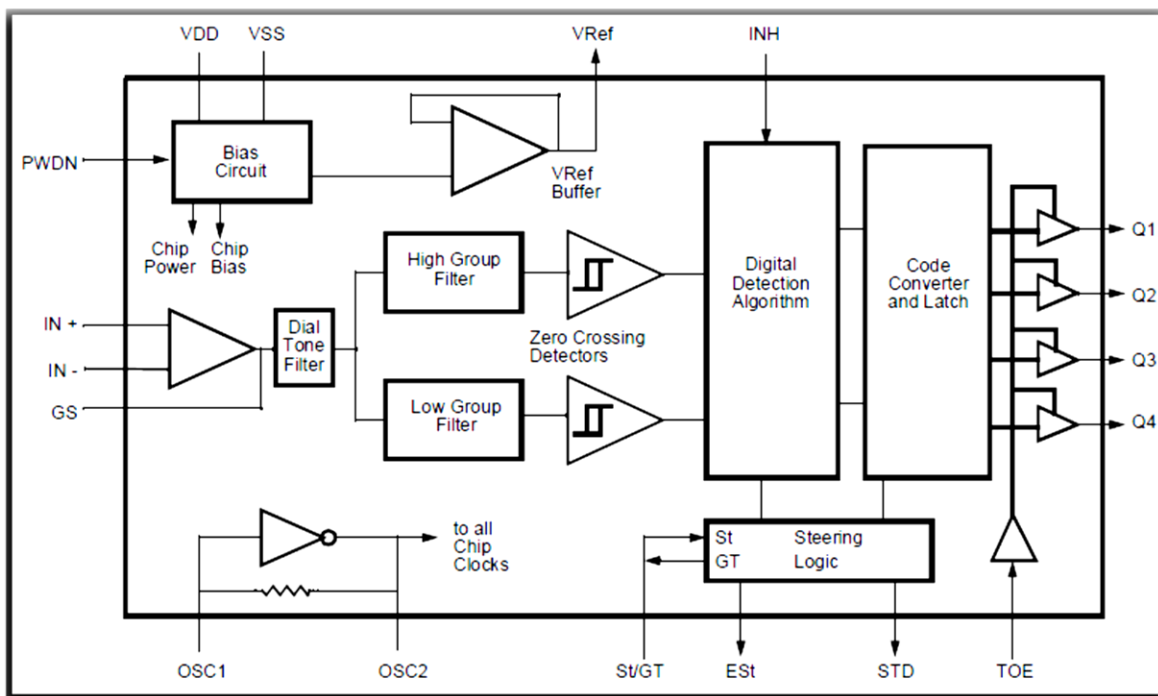 VDD
VSS
VRef
INH
PWDN
Bias
Circuit
VRef
Buffer
Chip
Power
Chip
Bias
High Group
Filter
Digital
Detection
Algorithm
Code
Converter
and Latch
Q1
Q2
Q3
Q4
IN +
IN -
GS
Dial
Tone
Filter
Zero Crossing
Detectors
Low Group
Filter
to all
Chip
Clocks
St
GT
Steering
Logic
OSC1
OSC2
St/GT
ESt
STD
TOE